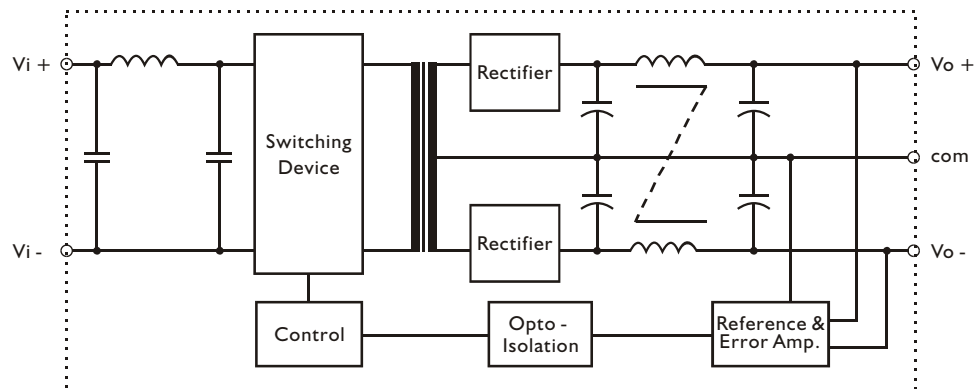 Vi +
Rectifier
Vo +
Switching
Device
com
Vi -
Rectifier
Vo -
Control
Opto -
Isolation
Reference &
Error Amp.